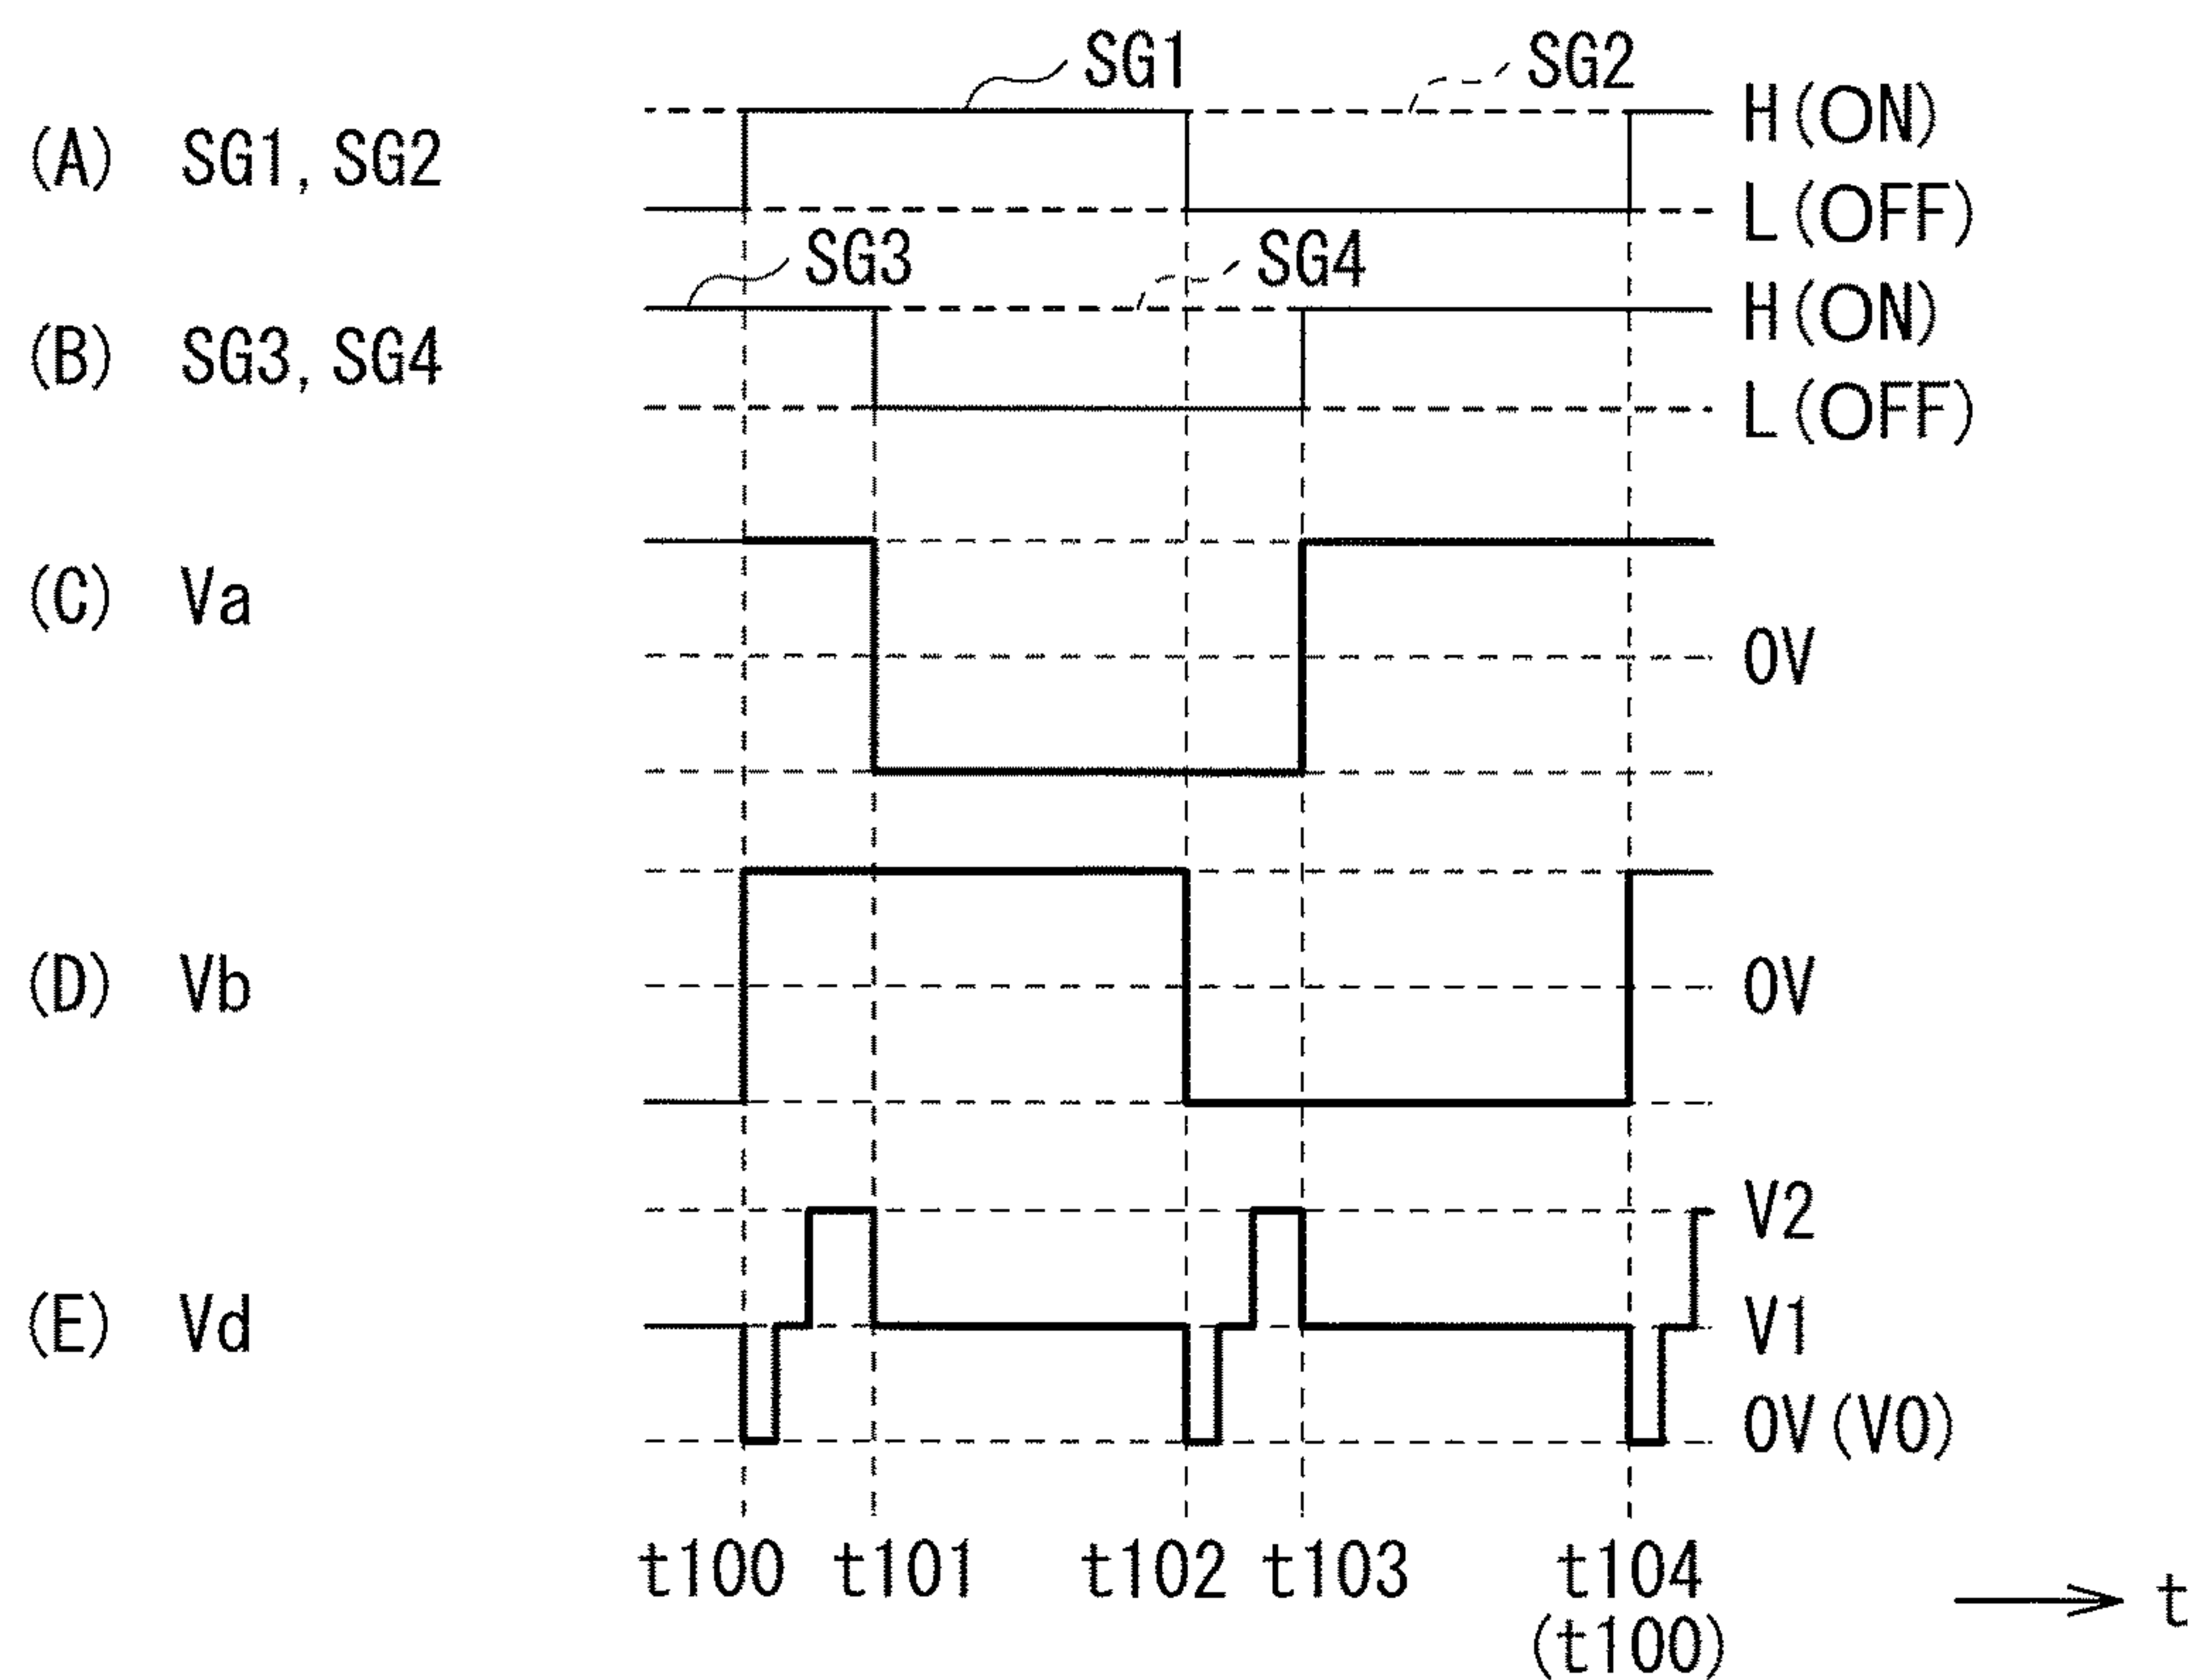 SG1 SG2
(A) SG1, SG2 H(ON)
L(OFF)
SG3 SG4
(B) SG3, SG4 H(ON)
L(OFF)
(C) Va 0V
(D) Vb 0V
V2
(E) Vd V1
0V(V0)
t100 t101 t102 t103 t104
(t100)
t